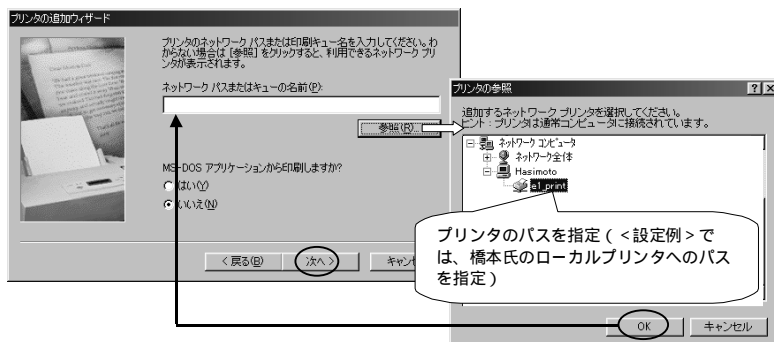 プリンタの追加ウィザード
プリンタのネットワーク パスまたは印刷キュー名を入力してください。わ
からない場合は [参照] をクリックすると、利用できるネットワーク プリ
ンタが表示されます。
ネットワーク パスまたはキューの名前(P):
参照(R)...
MS-DOS アプリケーションから印刷しますか?
はい(Y)
いいえ(N)
< 戻る(B)
次へ >
キャンセ
プリンタの参照
追加するネットワーク プリンタを選択してください。
ヒント : プリンタは通常コンピュータに接続されています。
ネットワーク コンピュータ
ネットワーク全体
Hasimoto
e1_print
プリンタのパスを指定(<設定例>で
は、橋本氏のローカルプリンタへのパス
を指定)
OK
キャンセル